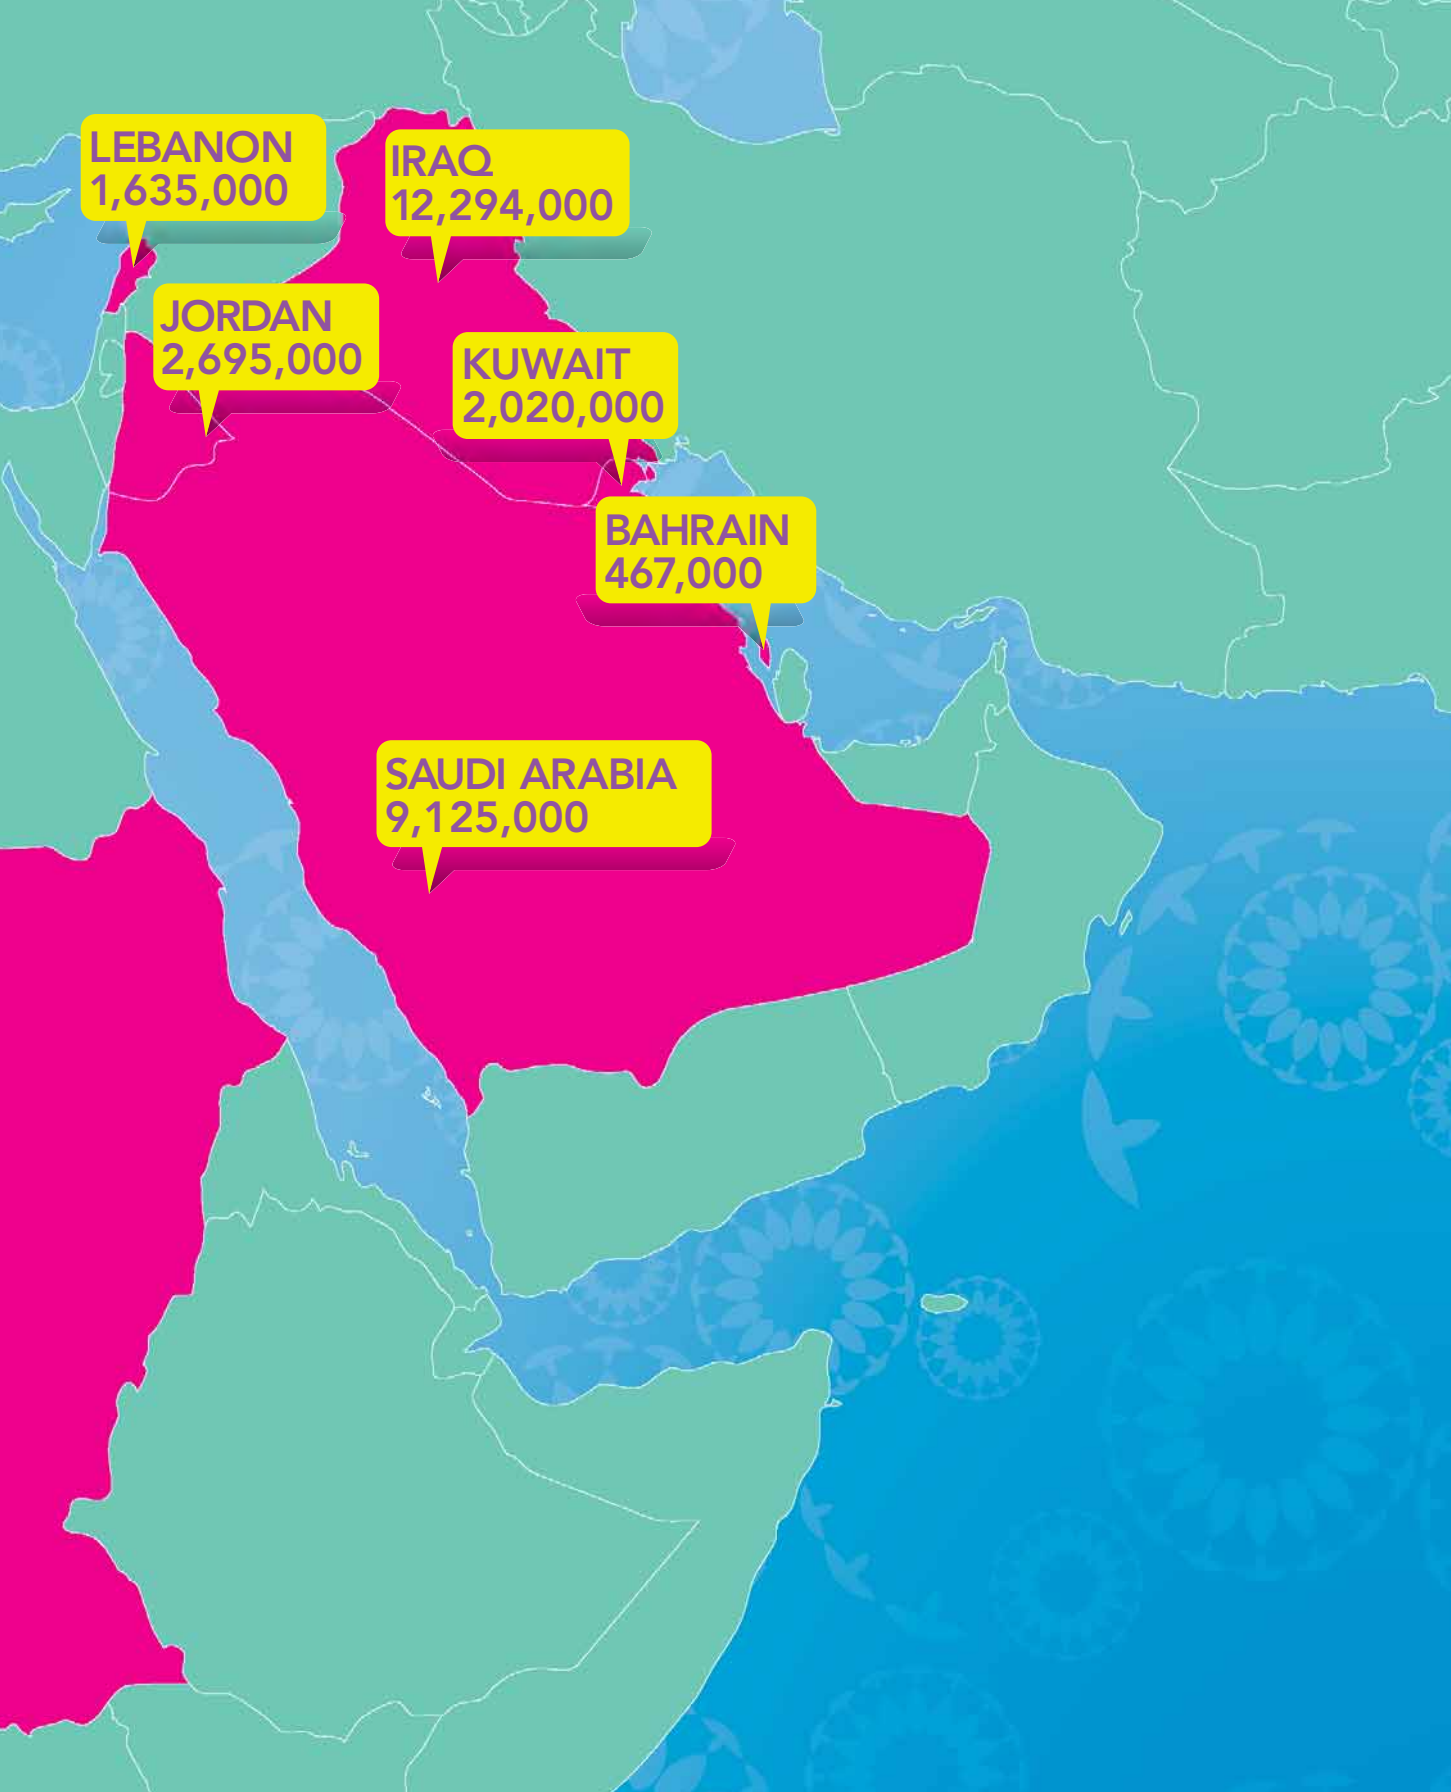 LEBANON
1,635,000
IRAQ
12,294,000
JORDAN
2,695,000
KUWAIT
2,020,000
BAHRAIN
467,000
SAUDI ARABIA
9,125,000